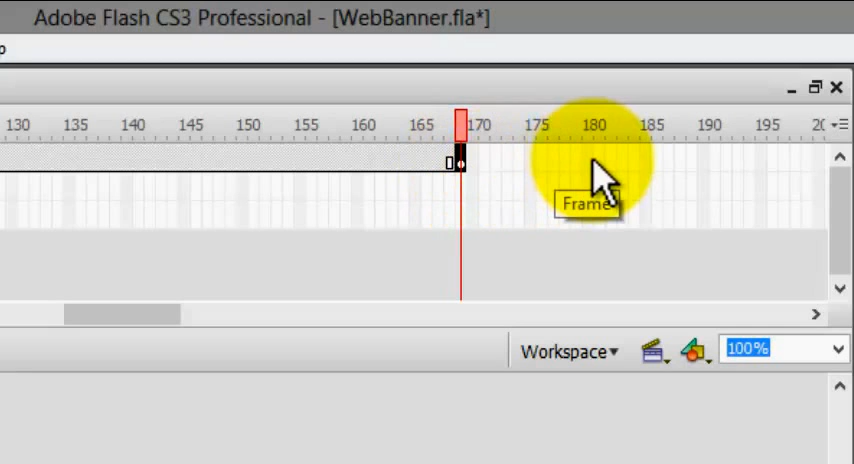 Adobe Flash CS3 Professional - [WebBanner.fla*]
p
130 135 140 145 150 155 160 165 170 175 180 185 190 195 20
Frame
Workspace 100%